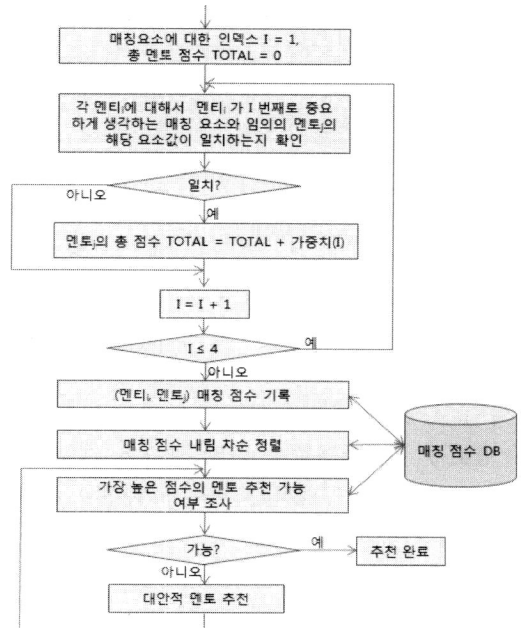 매칭요소에 대한 인덱스 I = 1,
총 멘토 점수 TOTAL = 0
각 멘티ᵢ에 대해서 멘티ᵢ 가 I 번째로 중요
하게 생각하는 매칭 요소와 임의의 멘토ⱼ의
해당 요소값이 일치하는지 확인
일치?
아니오
예
멘토ⱼ의 총 점수 TOTAL = TOTAL + 가중치(I)
I = I + 1
I ≤ 4
예
아니오
(멘티ᵢ, 멘토ⱼ) 매칭 점수 기록
매칭 점수 내림 차순 정렬
매칭 점수 DB
가장 높은 점수의 멘토 추천 가능
여부 조사
가능?
예
추천 완료
아니오
대안적 멘토 추천